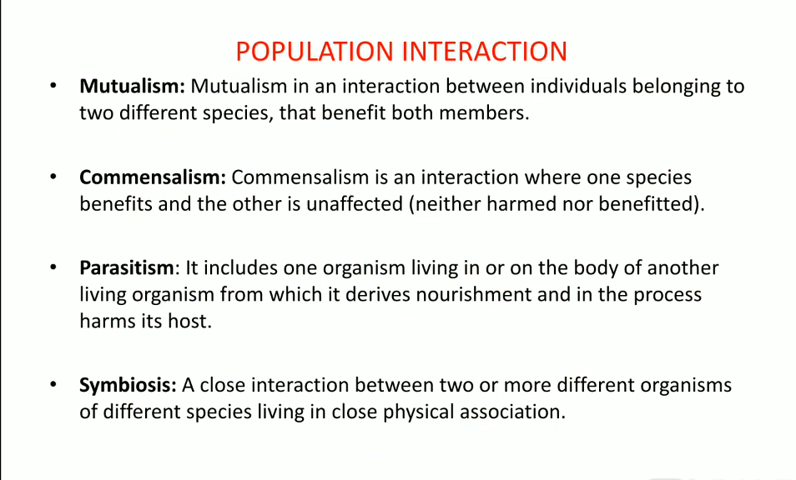 POPULATION INTERACTION
• Mutualism: Mutualism in an interaction between individuals belonging to
two different species, that benefit both members.
• Commensalism: Commensalism is an interaction where one species
benefits and the other is unaffected (neither harmed nor benefitted).
• Parasitism: It includes one organism living in or on the body of another
living organism from which it derives nourishment and in the process
harms its host.
• Symbiosis: A close interaction between two or more different organisms
of different species living in close physical association.